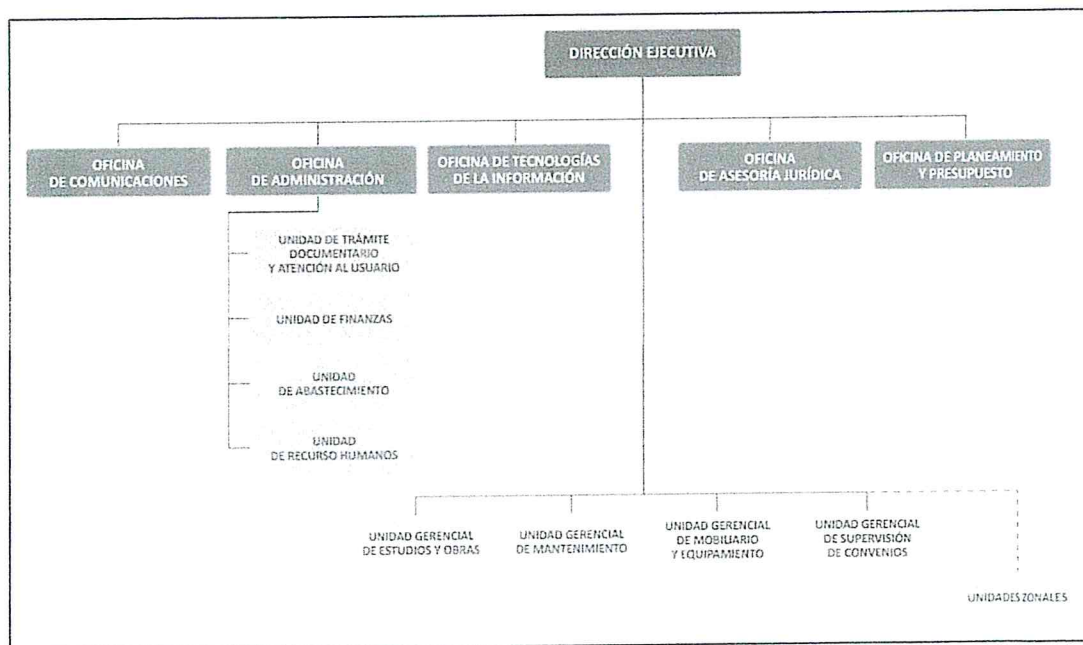 DIRECCIÓN EJECUTIVA
OFICINA
DE COMUNICACIONES
OFICINA
DE ADMINISTRACIÓN
OFICINA DE TECNOLOGÍAS
DE LA INFORMACIÓN
OFICINA
DE ASESORÍA JURÍDICA
OFICINA DE PLANEAMIENTO
Y PRESUPUESTO
UNIDAD DE TRÁMITE
DOCUMENTARIO
Y ATENCIÓN AL USUARIO
UNIDAD DE FINANZAS
UNIDAD
DE ABASTECIMIENTO
UNIDAD
DE RECURSO HUMANOS
UNIDAD GERENCIAL
DE ESTUDIOS Y OBRAS
UNIDAD GERENCIAL
DE MANTENIMIENTO
UNIDAD GERENCIAL
DE MOBILIARIO
Y EQUIPAMIENTO
UNIDAD GERENCIAL
DE SUPERVISIÓN
DE CONVENIOS
UNIDADES ZONALES